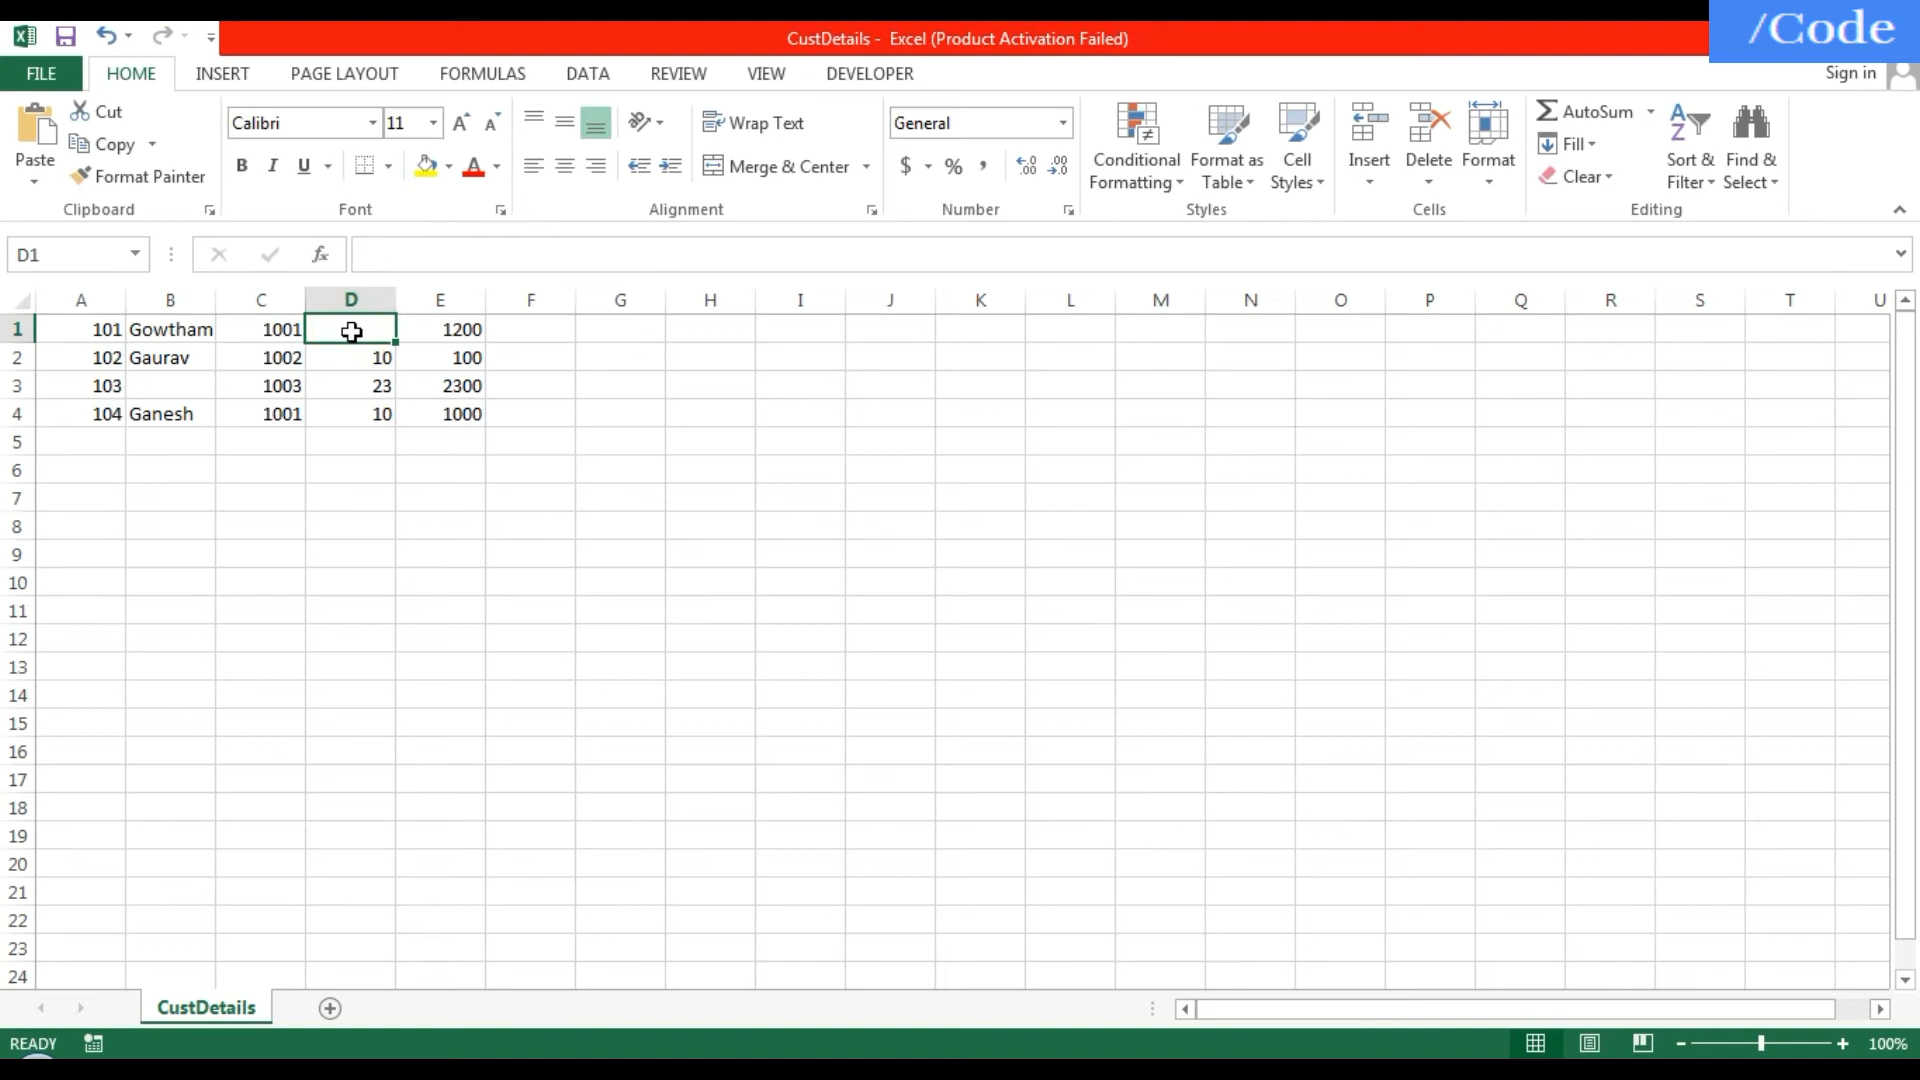 /Code
CustDetails - Excel (Product Activation Failed)
FILE HOME INSERT PAGE LAYOUT FORMULAS DATA REVIEW VIEW DEVELOPER Sign in
Paste
Cut
Copy
Format Painter
Clipboard
Calibri 11
B I U
Font
Wrap Text
Merge & Center
Alignment
General
$ % ,
Number
Conditional Formatting
Format as Table
Cell Styles
Styles
Insert
Delete
Format
Cells
AutoSum
Fill
Clear
Sort & Filter
Find & Select
Editing
D1 fx
A B C D E F G H I J K L M N O P Q R S T U
1 101 Gowtham 1001 1200
2 102 Gaurav 1002 10 100
3 103 1003 23 2300
4 104 Ganesh 1001 10 1000
5
6
7
8
9
10
11
12
13
14
15
16
17
18
19
20
21
22
23
24
CustDetails
READY 100%